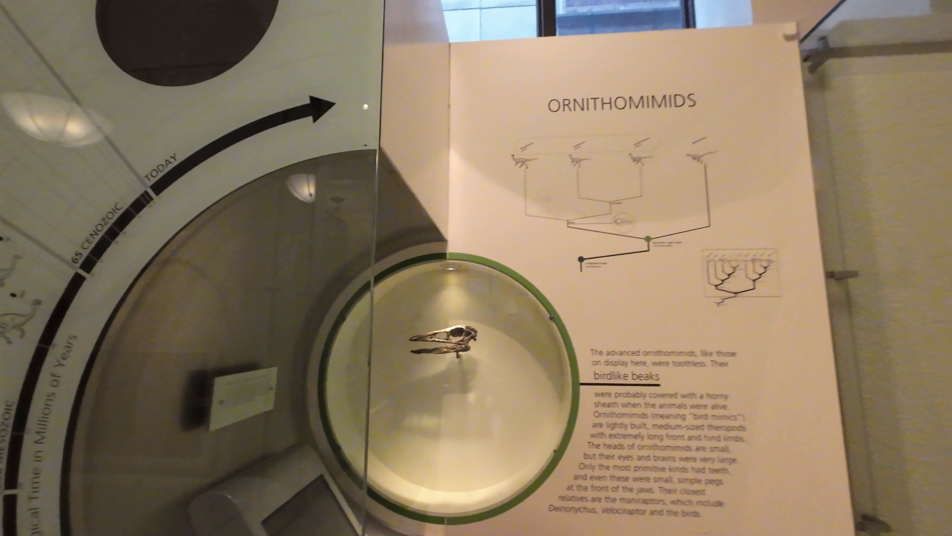 ORNITHOMIMIDS
TODAY
65 CENOZOIC
MESOZOIC
ical Time in Millions of Years
The advanced ornithomimids, like those
on display here, were toothless. Their
birdlike beaks
were probably covered with a horny
sheath when the animals were alive.
Ornithomimids (meaning "bird mimics")
are lightly built, medium-sized theropods
with extremely long front and hind limbs.
The heads of ornithomimids are small,
but their eyes and brains were very large.
Only the most primitive kinds had teeth,
and even these were small, simple pegs
at the front of the jaws. Their closest
relatives are the maniraptors, which include
Deinonychus, Velociraptor and the birds.